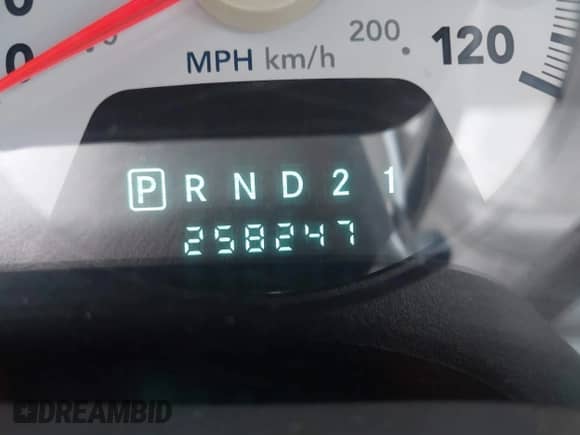 MPH km/h 200. 120
P R N D 2 1
258247
DREAMBID